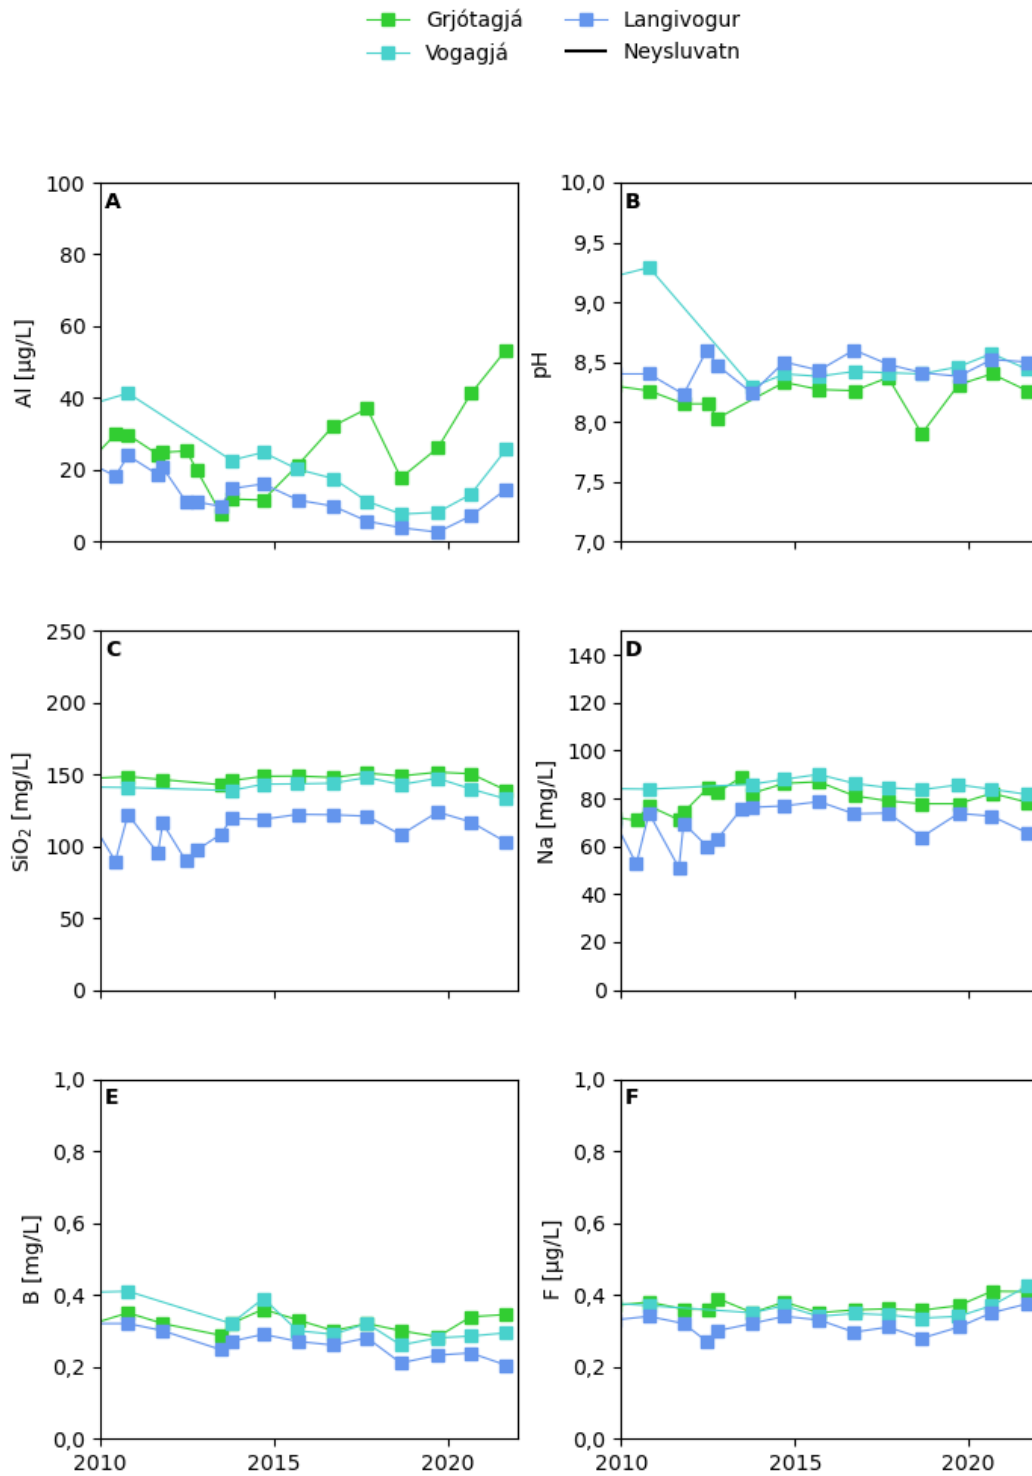 Grjótagjá Langivogur
Vogagjá Neysluvatn
A
100
80
60
40
20
0
Al [µg/L]
B
10,0
9,5
9,0
8,5
8,0
7,5
7,0
pH
C
250
200
150
100
50
0
SiO₂ [mg/L]
D
140
120
100
80
60
40
20
0
Na [mg/L]
2010 2015 2020
E
1,0
0,8
0,6
0,4
0,2
0,0
B [mg/L]
2010 2015 2020
F
1,0
0,8
0,6
0,4
0,2
0,0
F [µg/L]